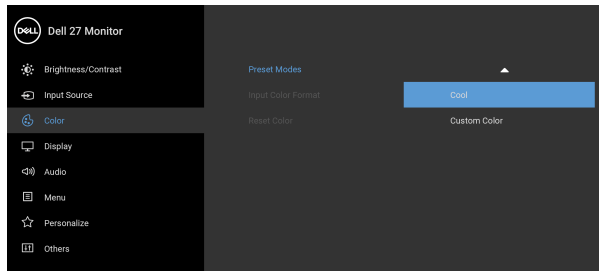 DELL
Dell 27 Monitor
Brightness/Contrast
Input Source
Color
Display
Audio
Menu
Personalize
Others
Preset Modes
Input Color Format
Reset Color
Cool
Custom Color